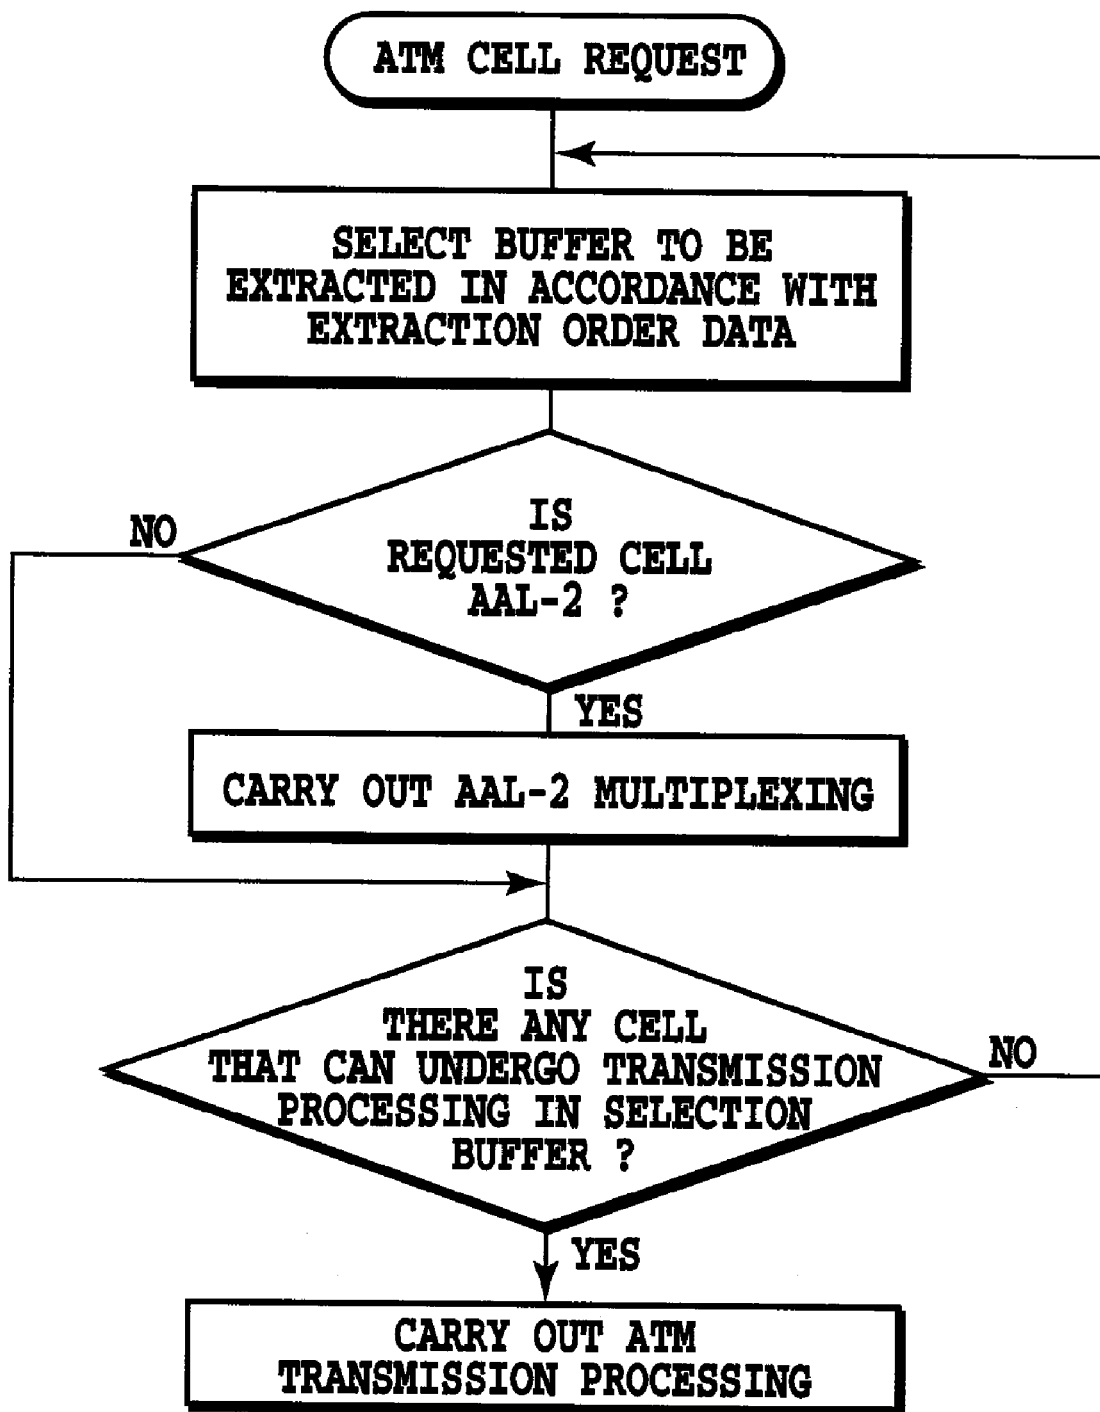 ATM CELL REQUEST
SELECT BUFFER TO BE
EXTRACTED IN ACCORDANCE WITH
EXTRACTION ORDER DATA
NO
IS
REQUESTED CELL
AAL-2 ?
YES
CARRY OUT AAL-2 MULTIPLEXING
IS
THERE ANY CELL
THAT CAN UNDERGO TRANSMISSION
PROCESSING IN SELECTION
BUFFER ?
NO
YES
CARRY OUT ATM
TRANSMISSION PROCESSING